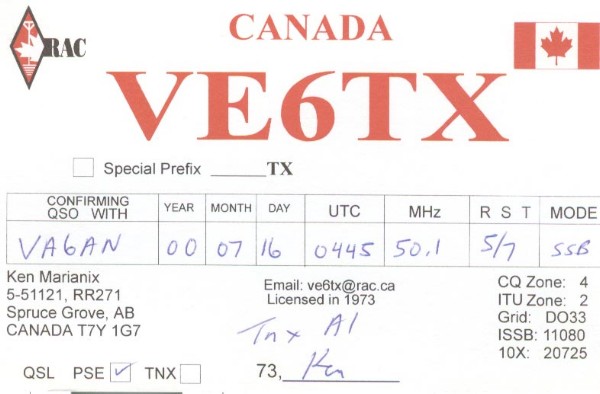 CANADA
RAC
VE6TX
Special Prefix ______TX
CONFIRMING QSO WITH YEAR MONTH DAY UTC MHz R S T MODE
VA6AN 00 07 16 0445 50.1 5/7 SSB
Ken Marianix
5-51121, RR271
Spruce Grove, AB
CANADA T7Y 1G7
Email: ve6tx@rac.ca
Licensed in 1973
CQ Zone: 4
ITU Zone: 2
Grid: DO33
ISSB: 11080
10X: 20725
Tnx Al
QSL PSE ✓ TNX
73, Ken